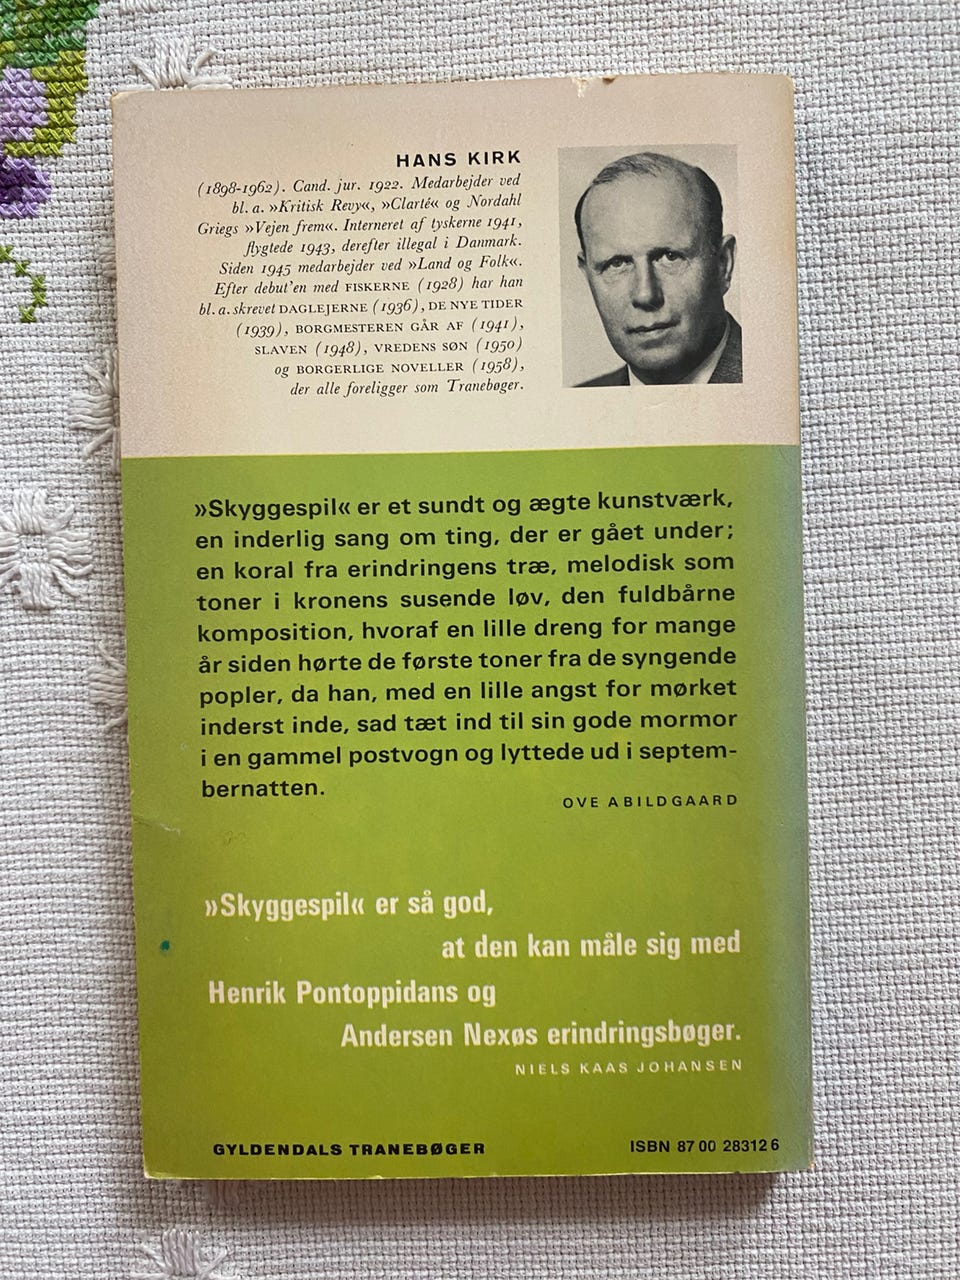 HANS KIRK
(1898-1962). Cand. jur. 1922. Medarbejder ved
bl. a. »Kritisk Revy«, »Clarté« og Nordahl
Griegs »Vejen frem«. Interneret af tyskerne 1941,
flygtede 1943, derefter illegal i Danmark.
Siden 1945 medarbejder ved »Land og Folk«.
Efter debut'en med FISKERNE (1928) har han
bl. a. skrevet DAGLEJERNE (1936), DE NYE TIDER
(1939), BORGMESTEREN GÅR AF (1941),
SLAVEN (1948), VREDENS SØN (1950)
og BORGERLIGE NOVELLER (1958),
der alle foreligger som Tranebøger.
»Skyggespil« er et sundt og ægte kunstværk,
en inderlig sang om ting, der er gået under;
en koral fra erindringens træ, melodisk som
toner i kronens susende løv, den fuldbårne
komposition, hvoraf en lille dreng for mange
år siden hørte de første toner fra de syngende
popler, da han, med en lille angst for mørket
inderst inde, sad tæt ind til sin gode mormor
i en gammel postvogn og lyttede ud i septem-
bernatten.
OVE ABILDGAARD
»Skyggespil« er så god,
at den kan måle sig med
Henrik Pontoppidans og
Andersen Nexøs erindringsbøger.
NIELS KAAS JOHANSEN
GYLDENDALS TRANEBØGER
ISBN 87 00 28312 6